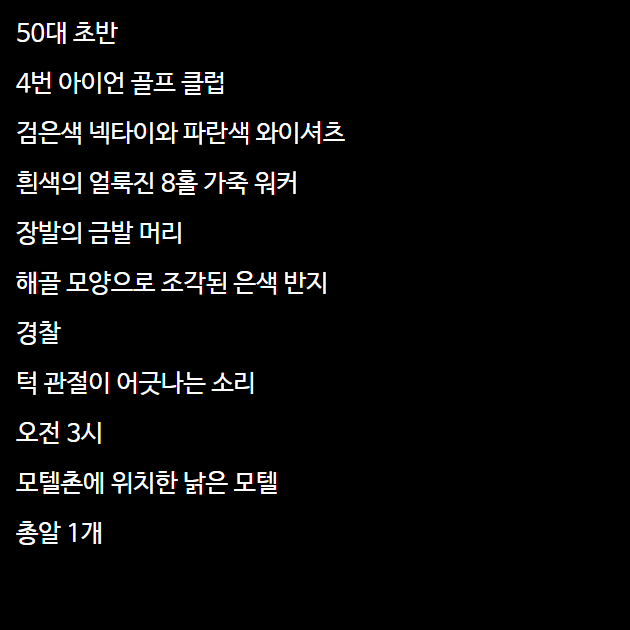 50대 초반
4번 아이언 골프 클럽
검은색 넥타이와 파란색 와이셔츠
흰색의 얼룩진 8홀 가죽 워커
장발의 금발 머리
해골 모양으로 조각된 은색 반지
경찰
턱 관절이 어긋나는 소리
오전 3시
모텔촌에 위치한 낡은 모텔
총알 1개